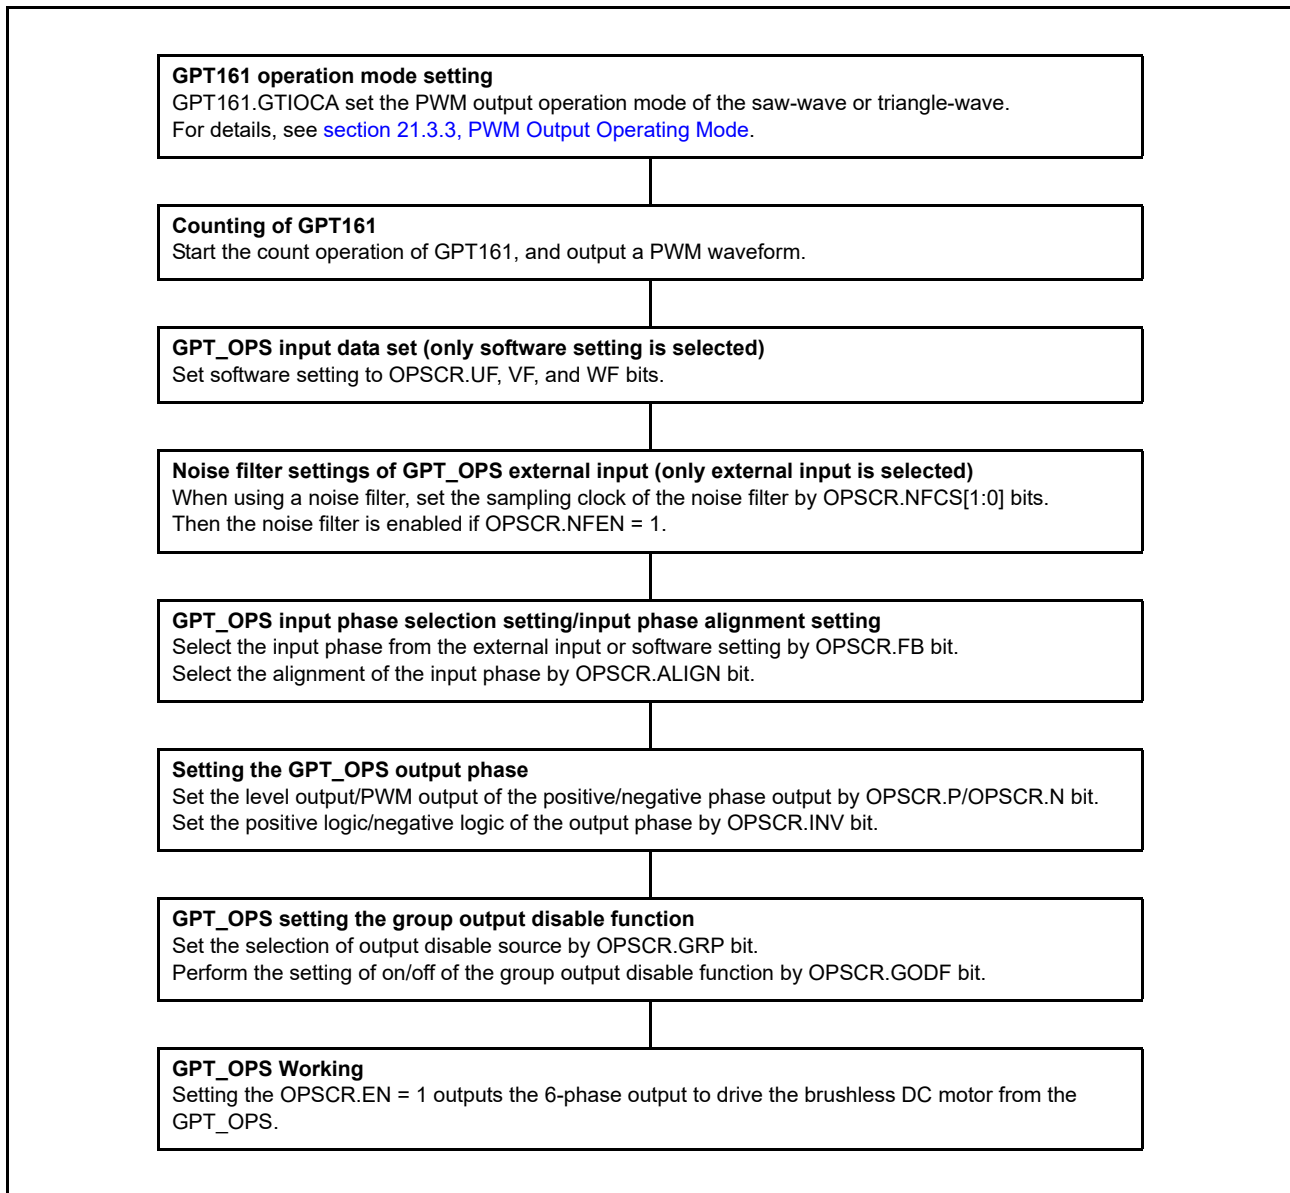 GPT161 operation mode setting
GPT161.GTIOCA set the PWM output operation mode of the saw-wave or triangle-wave.
For details, see section 21.3.3, PWM Output Operating Mode.
Counting of GPT161
Start the count operation of GPT161, and output a PWM waveform.
GPT_OPS input data set (only software setting is selected)
Set software setting to OPSCR.UF, VF, and WF bits.
Noise filter settings of GPT_OPS external input (only external input is selected)
When using a noise filter, set the sampling clock of the noise filter by OPSCR.NFCS[1:0] bits.
Then the noise filter is enabled if OPSCR.NFEN = 1.
GPT_OPS input phase selection setting/input phase alignment setting
Select the input phase from the external input or software setting by OPSCR.FB bit.
Select the alignment of the input phase by OPSCR.ALIGN bit.
Setting the GPT_OPS output phase
Set the level output/PWM output of the positive/negative phase output by OPSCR.P/OPSCR.N bit.
Set the positive logic/negative logic of the output phase by OPSCR.INV bit.
GPT_OPS setting the group output disable function
Set the selection of output disable source by OPSCR.GRP bit.
Perform the setting of on/off of the group output disable function by OPSCR.GODF bit.
GPT_OPS Working
Setting the OPSCR.EN = 1 outputs the 6-phase output to drive the brushless DC motor from the
GPT_OPS.